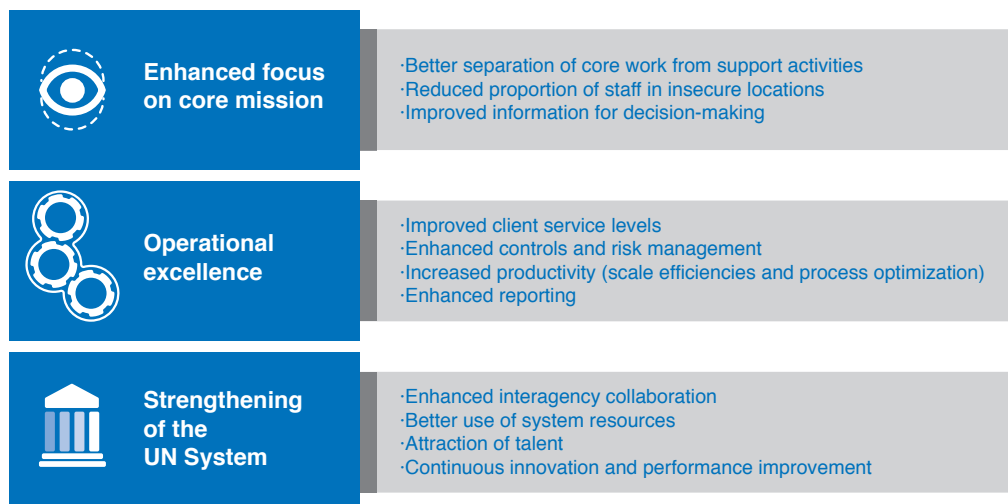 Enhanced focus
on core mission
·Better separation of core work from support activities
·Reduced proportion of staff in insecure locations
·Improved information for decision-making
Operational
excellence
·Improved client service levels
·Enhanced controls and risk management
·Increased productivity (scale efficiencies and process optimization)
·Enhanced reporting
Strengthening
of the
UN System
·Enhanced interagency collaboration
·Better use of system resources
·Attraction of talent
·Continuous innovation and performance improvement